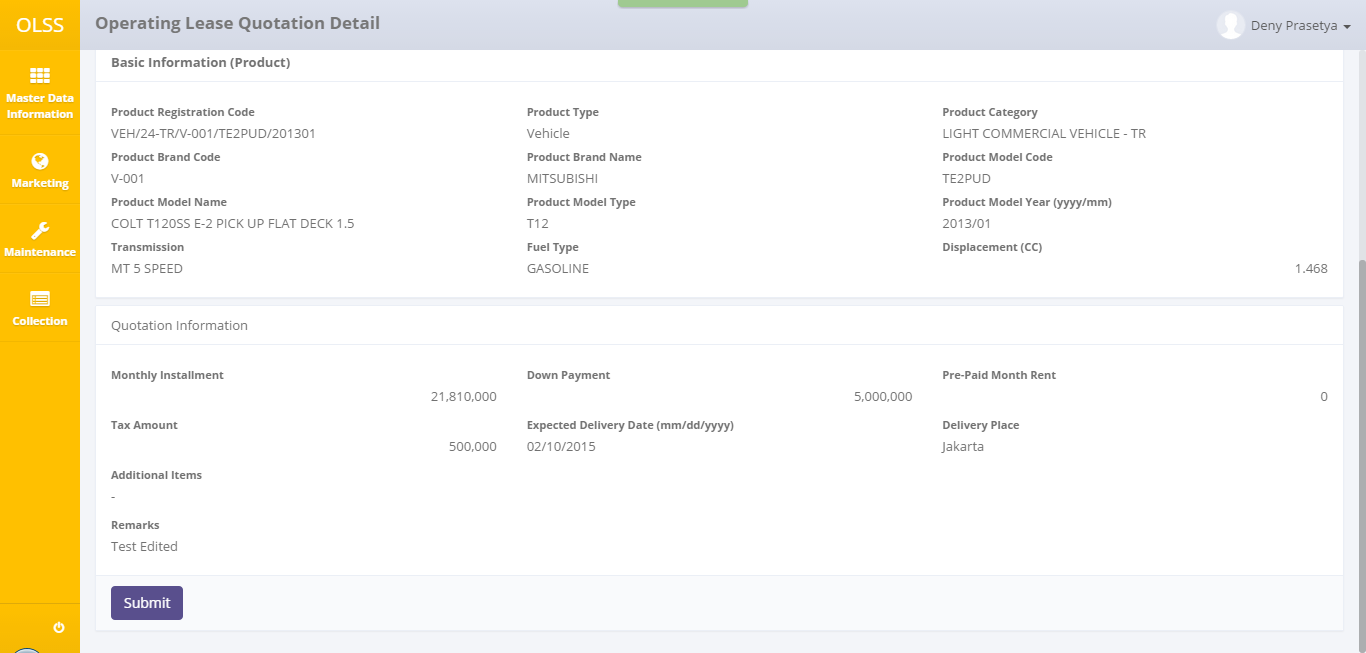 OLSS
Operating Lease Quotation Detail
Deny Prasetya
Master Data
Information
Marketing
Maintenance
Collection
Basic Information (Product)
Product Registration Code
VEH/24-TR/V-001/TE2PUD/201301
Product Type
Vehicle
Product Category
LIGHT COMMERCIAL VEHICLE - TR
Product Brand Code
V-001
Product Brand Name
MITSUBISHI
Product Model Code
TE2PUD
Product Model Name
COLT T120SS E-2 PICK UP FLAT DECK 1.5
Product Model Type
T12
Product Model Year (yyyy/mm)
2013/01
Transmission
MT 5 SPEED
Fuel Type
GASOLINE
Displacement (CC)
1.468
Quotation Information
Monthly Installment
21,810,000
Down Payment
5,000,000
Pre-Paid Month Rent
0
Tax Amount
500,000
Expected Delivery Date (mm/dd/yyyy)
02/10/2015
Delivery Place
Jakarta
Additional Items
-
Remarks
Test Edited
Submit